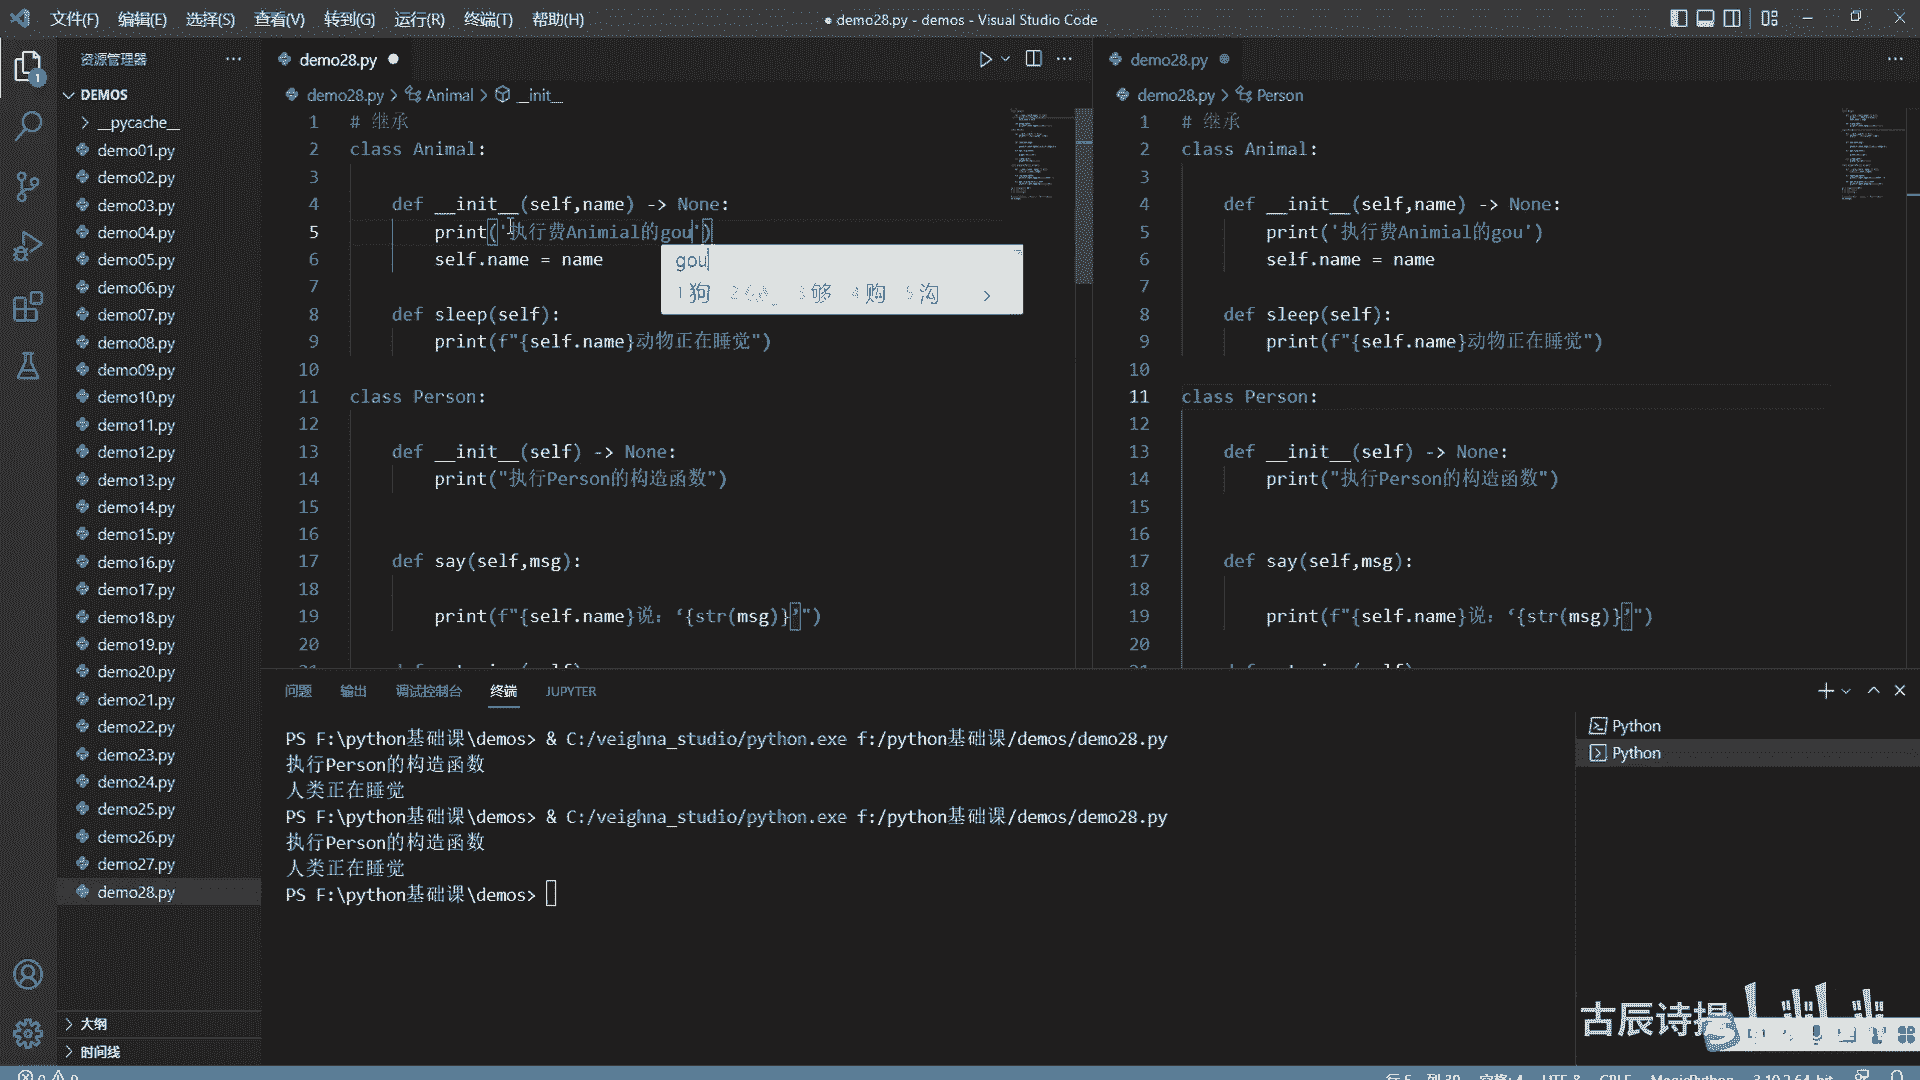 文件(F) 编辑(E) 选择(S) 查看(V) 转到(G) 运行(R) 终端(T) 帮助(H)
● demo28.py - demos - Visual Studio Code
资源管理器
DEMOS
__pycache__
demo01.py
demo02.py
demo03.py
demo04.py
demo05.py
demo06.py
demo07.py
demo08.py
demo09.py
demo10.py
demo11.py
demo12.py
demo13.py
demo14.py
demo15.py
demo16.py
demo17.py
demo18.py
demo19.py
demo20.py
demo21.py
demo22.py
demo23.py
demo24.py
demo25.py
demo26.py
demo27.py
demo28.py
大纲
时间线
1
demo28.py
demo28.py > Animal > __init__
1 # 继承
2 class Animal:
3
4 def __init__(self,name) -> None:
5 print('执行费Animial的gou')
6 self.name = name
7
8 def sleep(self):
9 print(f"{self.name}动物正在睡觉")
10
11 class Person:
12
13 def __init__(self) -> None:
14 print("执行Person的构造函数")
15
16
17 def say(self,msg):
18
19 print(f"{self.name}说：‘{str(msg)}’")
20
gou
1 狗 3 够 4 购 5 沟
demo28.py
demo28.py > Person
1 # 继承
2 class Animal:
3
4 def __init__(self,name) -> None:
5 print('执行费Animial的gou')
6 self.name = name
7
8 def sleep(self):
9 print(f"{self.name}动物正在睡觉")
10
11 class Person:
12
13 def __init__(self) -> None:
14 print("执行Person的构造函数")
15
16
17 def say(self,msg):
18
19 print(f"{self.name}说：‘{str(msg)}’")
20
问题 输出 调试控制台 终端 JUPYTER
PS F:\python基础课\demos> & C:/veighna_studio/python.exe f:/python基础课/demos/demo28.py
执行Person的构造函数
人类正在睡觉
PS F:\python基础课\demos> & C:/veighna_studio/python.exe f:/python基础课/demos/demo28.py
执行Person的构造函数
人类正在睡觉
PS F:\python基础课\demos>
Python
Python
古辰诗